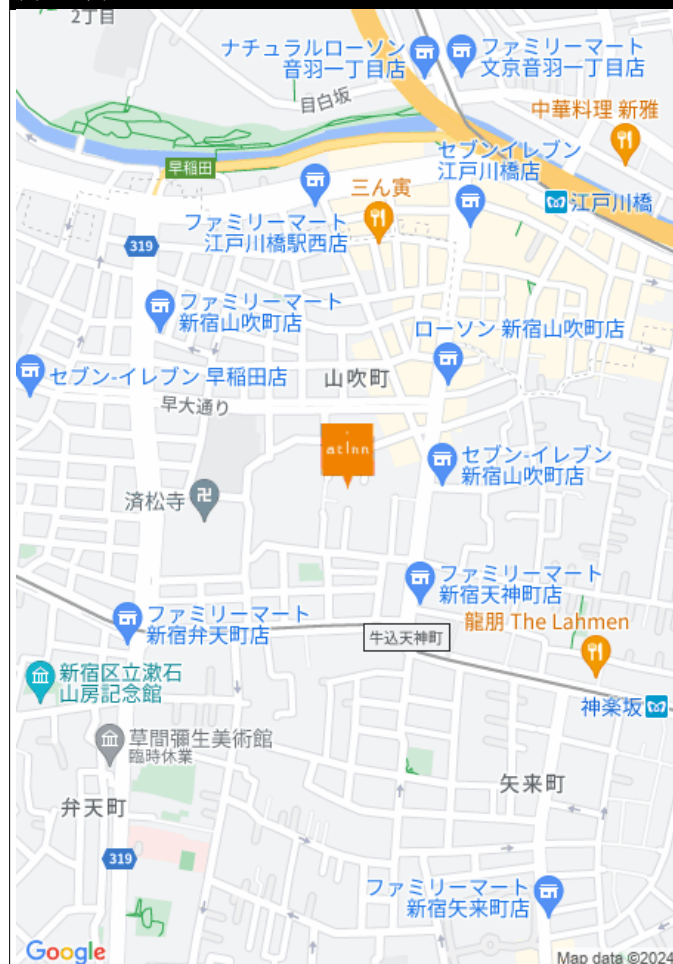 2丁目
ナチュラルローソン
音羽一丁目店
ファミリーマート
文京音羽一丁目店
目白坂
中華料理 新雅
セブンイレブン
江戸川橋店
早稲田
三ん寅
江戸川橋
ファミリーマート
江戸川橋駅西店
319
ファミリーマート
新宿山吹町店
ローソン 新宿山吹町店
セブン-イレブン 早稲田店
山吹町
早大通り
at inn
セブン-イレブン
新宿山吹町店
済松寺
ファミリーマート
新宿天神町店
ファミリーマート
新宿弁天町店
龍朋 The Lahmen
牛込天神町
新宿区立漱石
山房記念館
神楽坂
草間彌生美術館
臨時休業
矢来町
弁天町
319
ファミリーマート
新宿矢来町店
Google
Map data ©2024